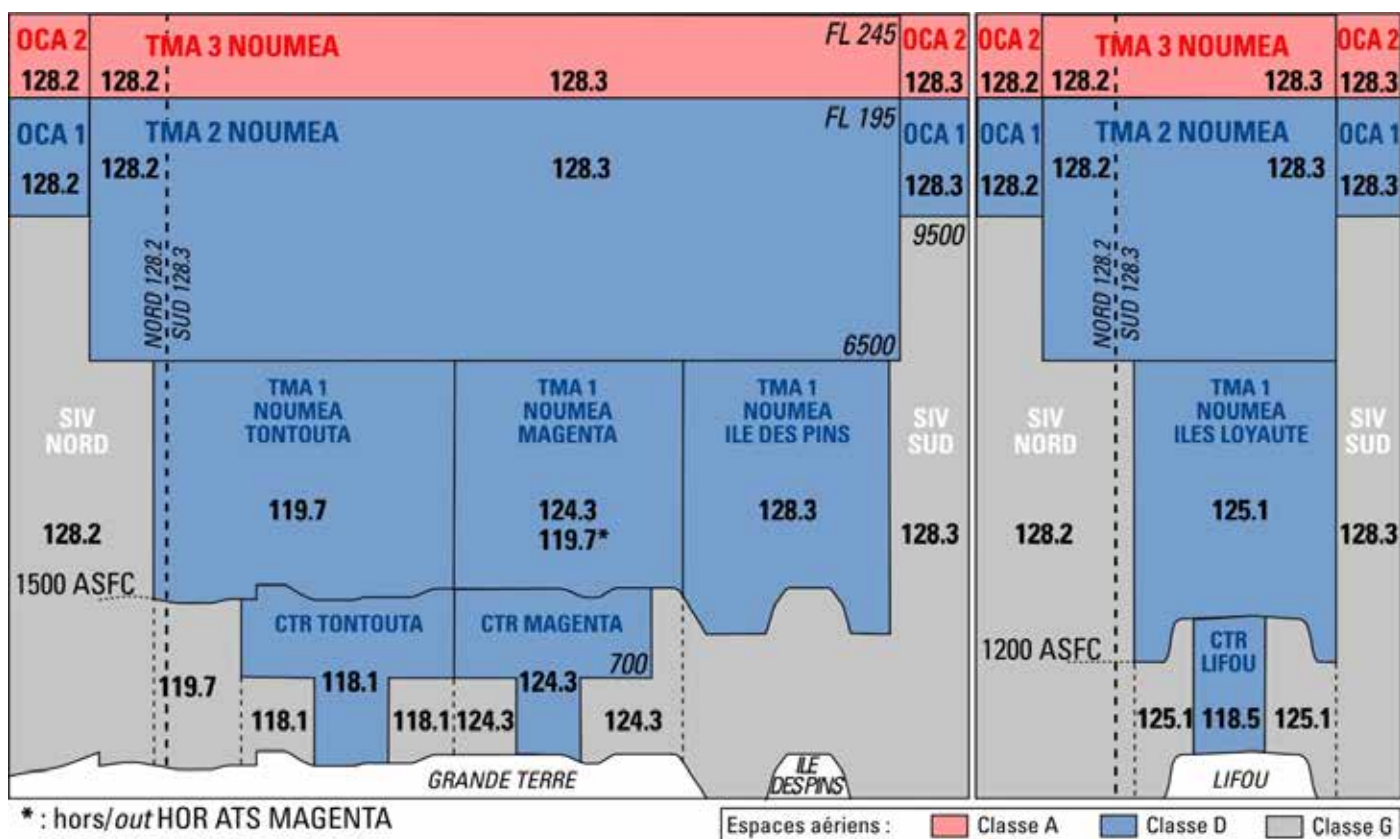 OCA 2
TMA 3 NOUMEA
FL 245
OCA 2
128.2
128.2
128.3
128.3
OCA 1
TMA 2 NOUMEA
FL 195
OCA 1
128.2
128.2
128.3
128.3
NORD 128.2
SUD 128.3
9500
6500
SIV
NORD
128.2
TMA 1
NOUMEA
TONTOUTA
119.7
TMA 1
NOUMEA
MAGENTA
124.3
119.7*
TMA 1
NOUMEA
ILE DES PINS
128.3
SIV
SUD
128.3
1500 ASFC
CTR TONTOUTA
CTR MAGENTA
700
119.7
118.1
118.1
118.1
124.3
124.3
124.3
GRANDE TERRE
ILE
DES PINS
OCA 2
TMA 3 NOUMEA
OCA 2
128.2
128.2
128.3
128.3
OCA 1
TMA 2 NOUMEA
OCA 1
128.2
128.2
128.3
128.3
NORD 128.2
SUD 128.3
SIV
NORD
128.2
TMA 1
NOUMEA
ILES LOYAUTE
125.1
SIV
SUD
128.3
1200 ASFC
CTR
LIFOU
125.1
118.5
125.1
LIFOU
* : hors/out HOR ATS MAGENTA
Espaces aériens :
Classe A
Classe D
Classe G